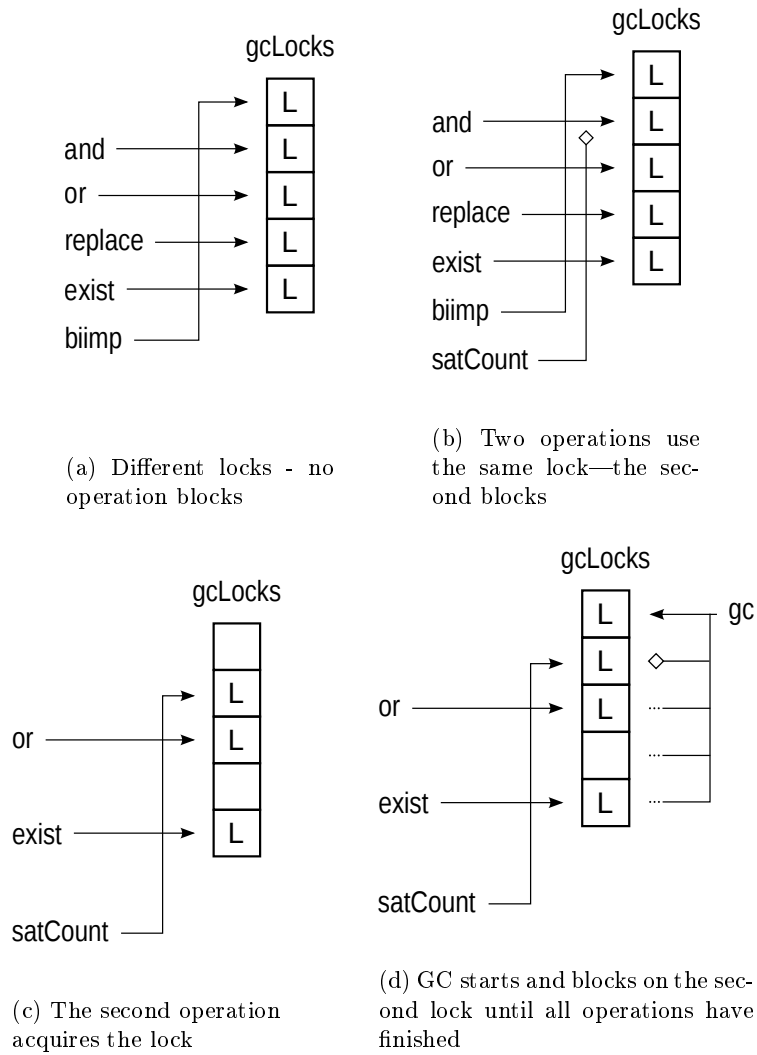 gcLocks
L
and L
or L
replace L
exist L
biimp
(a) Different locks - no
operation blocks
gcLocks
L
and L
or L
replace L
exist L
biimp
satCount
(b) Two operations use
the same lock—the sec-
ond blocks
gcLocks
L
or L
exist L
satCount
(c) The second operation
acquires the lock
gcLocks
L gc
L
or L ...
...
exist L ...
satCount
(d) GC starts and blocks on the sec-
ond lock until all operations have
finished